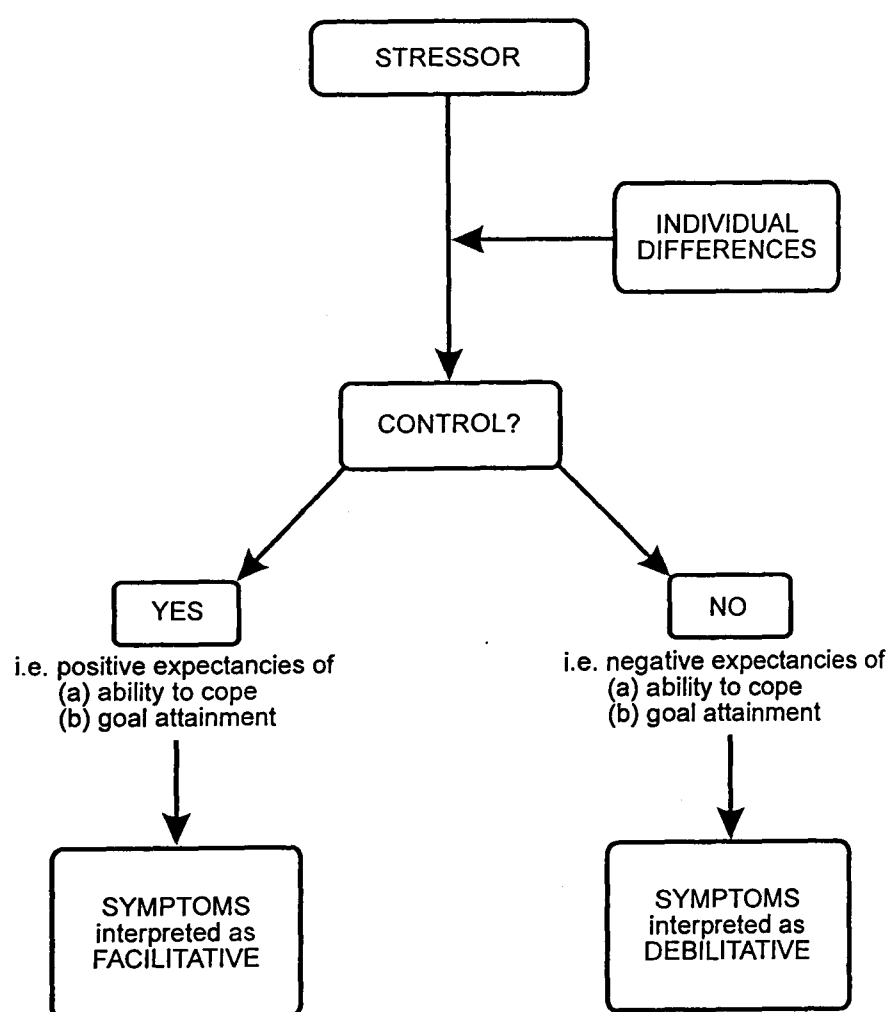 STRESSOR
INDIVIDUAL
DIFFERENCES
CONTROL?
YES
i.e. positive expectancies of
(a) ability to cope
(b) goal attainment
NO
i.e. negative expectancies of
(a) ability to cope
(b) goal attainment
SYMPTOMS
interpreted as
FACILITATIVE
SYMPTOMS
interpreted as
DEBILITATIVE